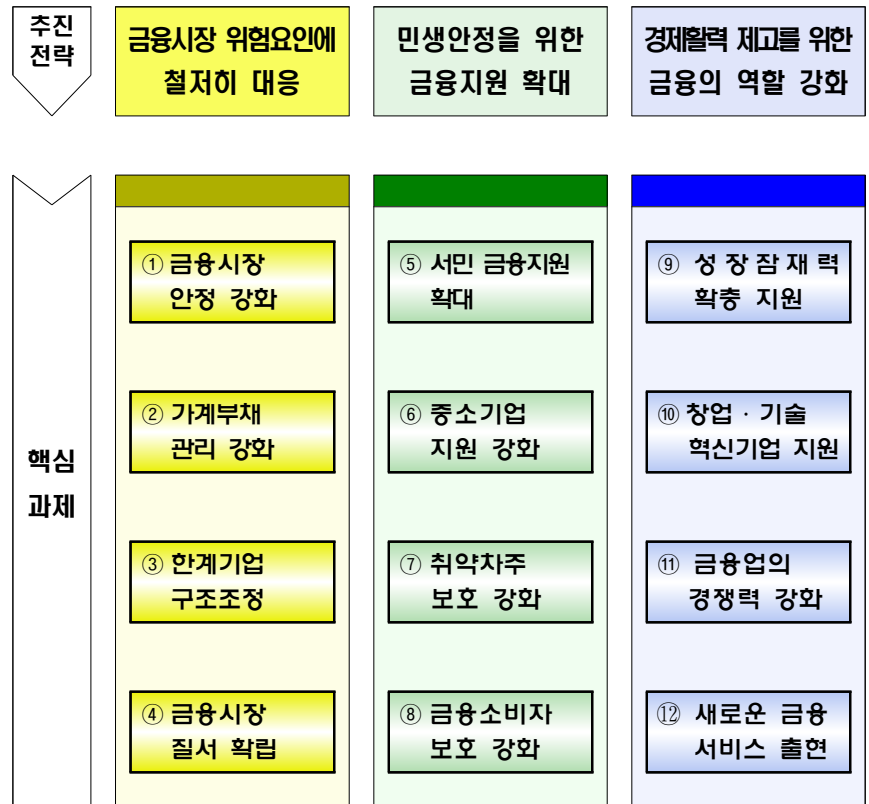 추진
전략
금융시장 위험요인에
철저히 대응
민생안정을 위한
금융지원 확대
경제활력 제고를 위한
금융의 역할 강화
핵심
과제
① 금융시장
안정 강화
② 가계부채
관리 강화
③ 한계기업
구조조정
④ 금융시장
질서 확립
⑤ 서민 금융지원
확대
⑥ 중소기업
지원 강화
⑦ 취약차주
보호 강화
⑧ 금융소비자
보호 강화
⑨ 성 장 잠 재 력
확충 지원
⑩ 창업 · 기술
혁신기업 지원
⑪ 금융업의
경쟁력 강화
⑫ 새로운 금융
서비스 출현